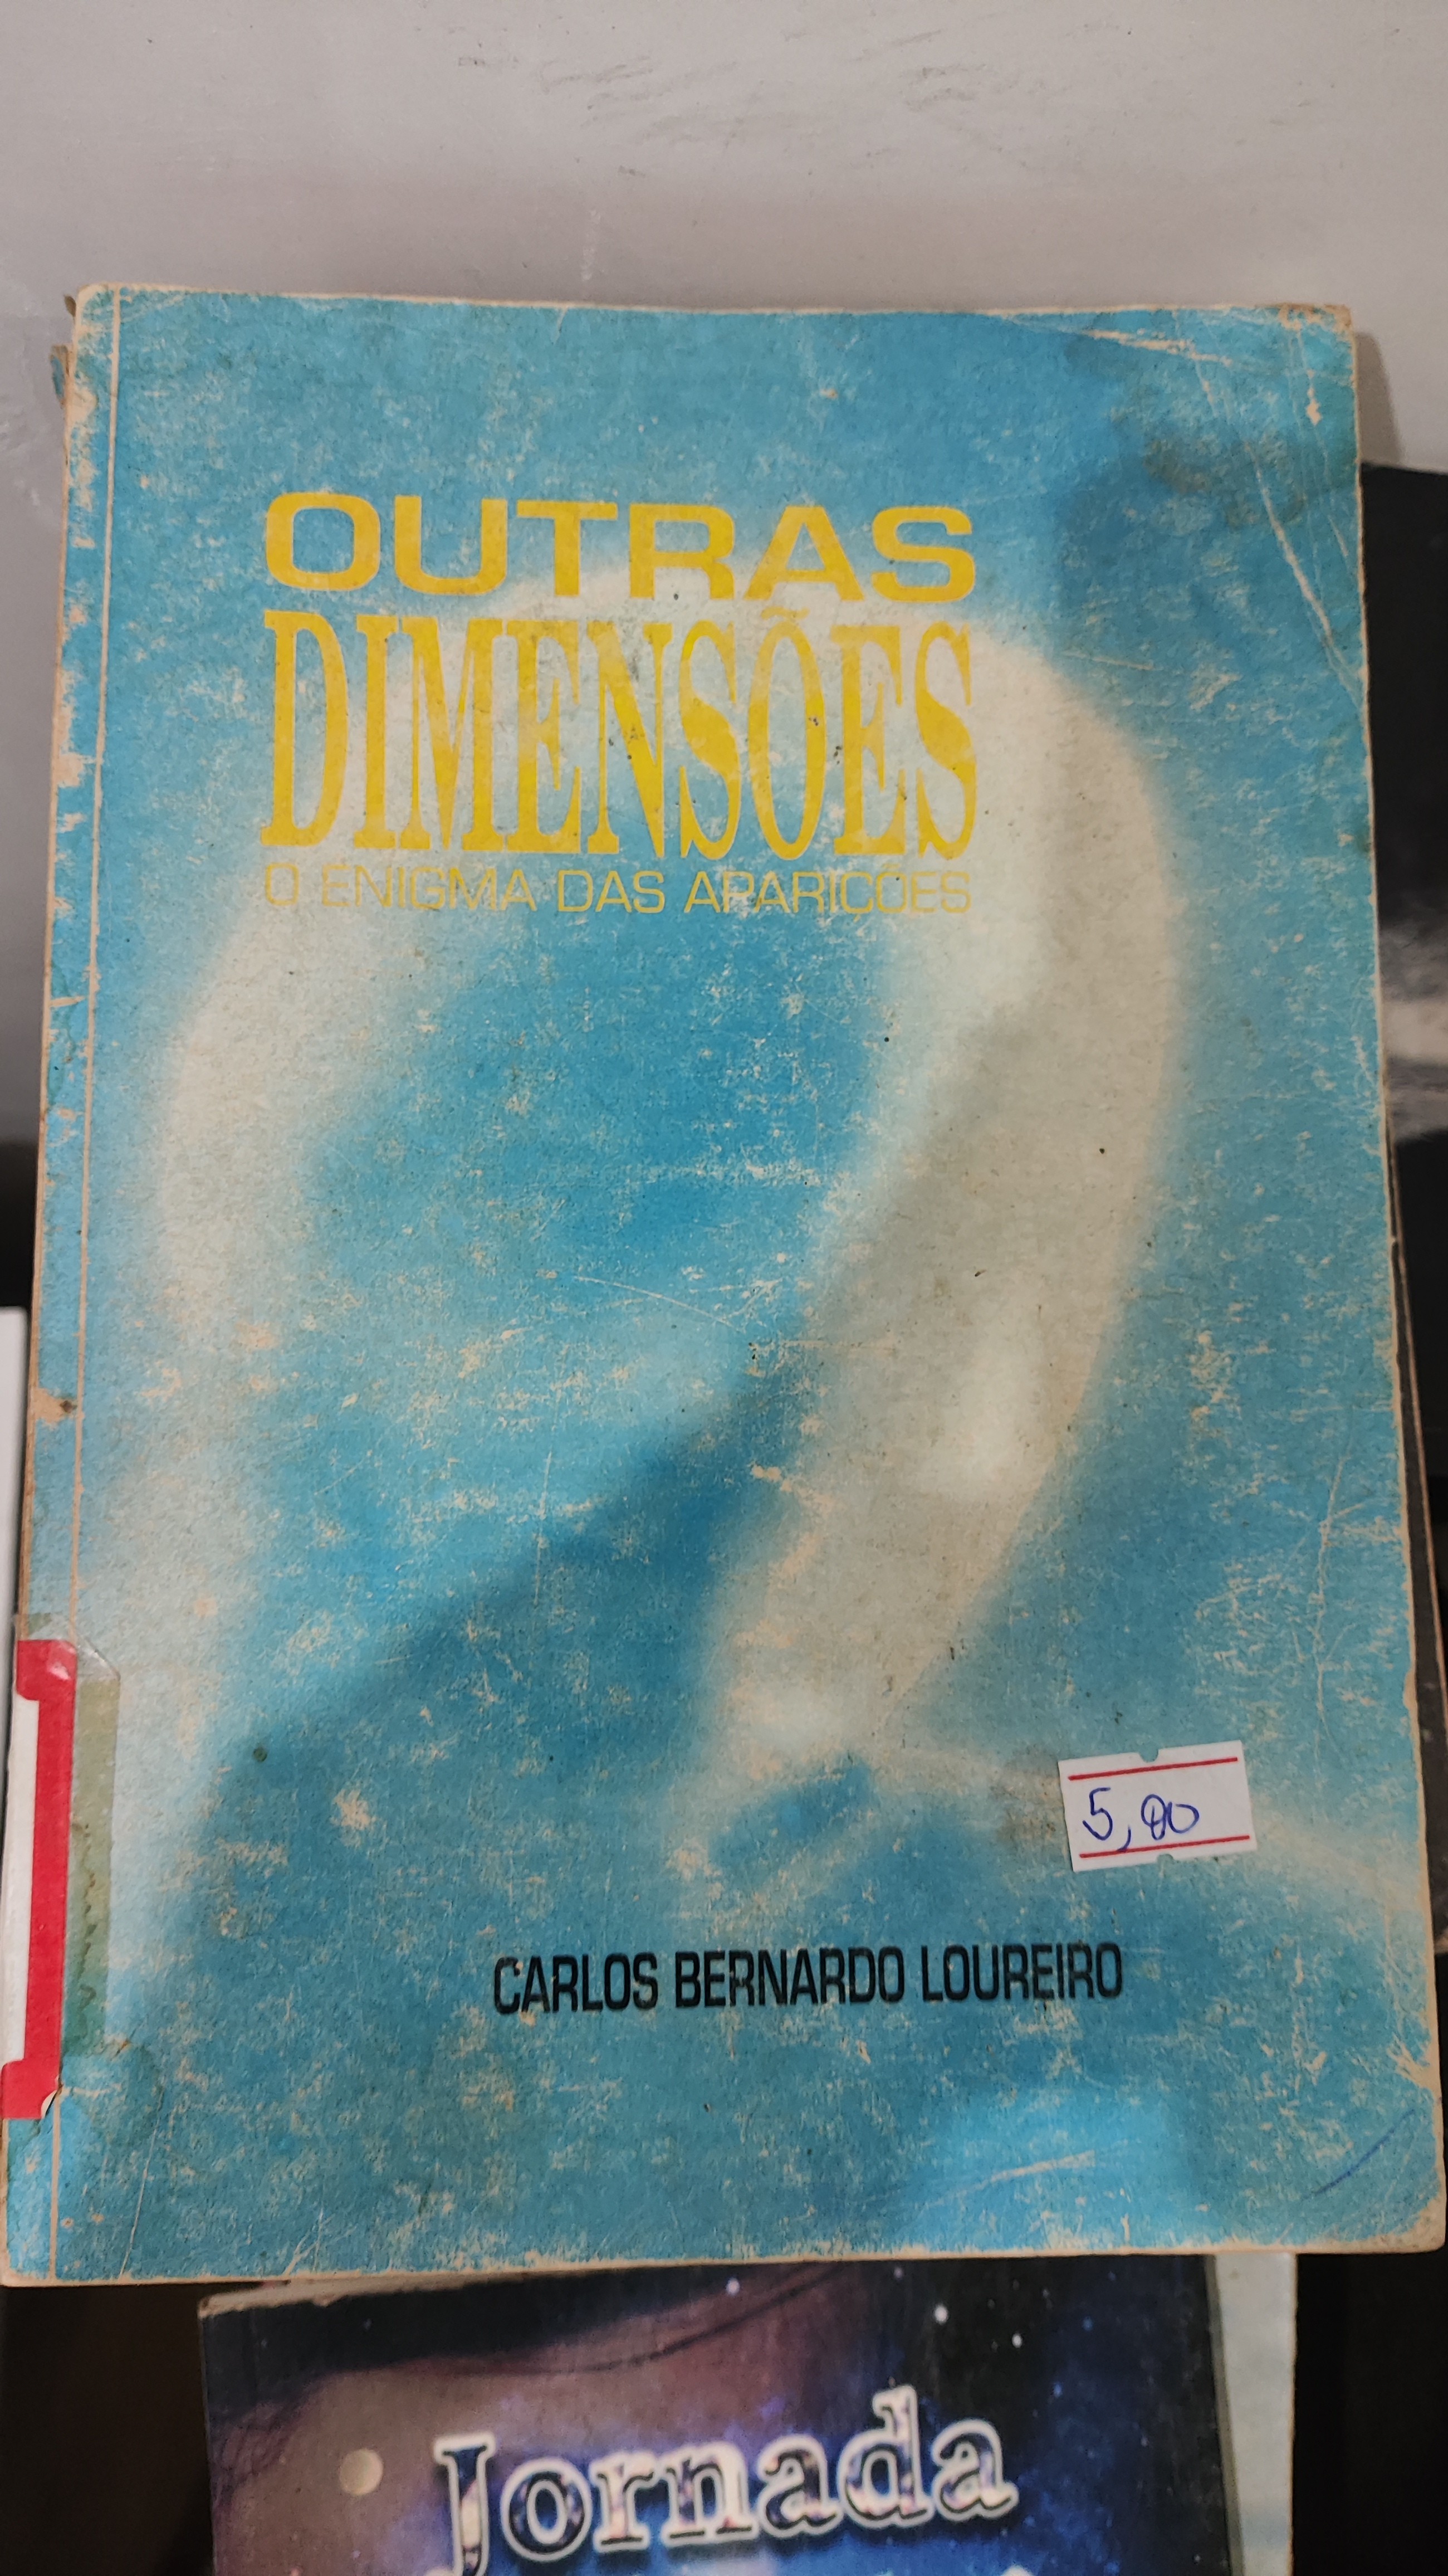 OUTRAS
DIMENSÕES
O ENIGMA DAS APARIÇÕES
5,00
CARLOS BERNARDO LOUREIRO
Jornada